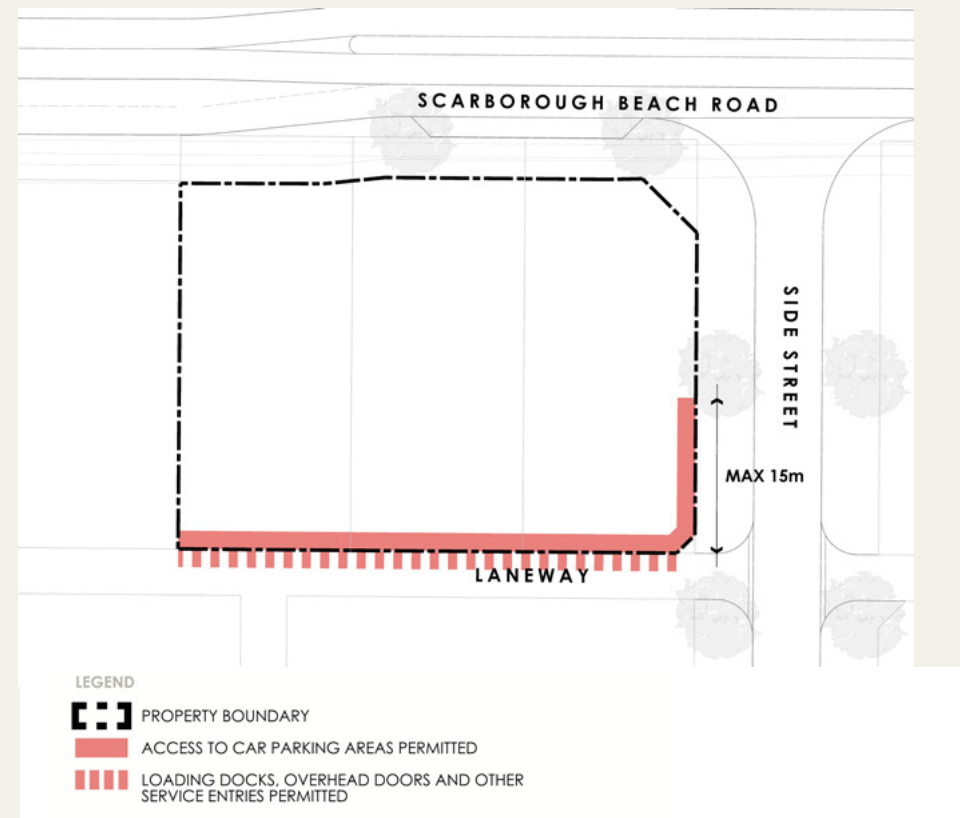 SCARBOROUGH BEACH ROAD
SIDE STREET
MAX 15m
LANEWAY
LEGEND
PROPERTY BOUNDARY
ACCESS TO CAR PARKING AREAS PERMITTED
LOADING DOCKS, OVERHEAD DOORS AND OTHER
SERVICE ENTRIES PERMITTED